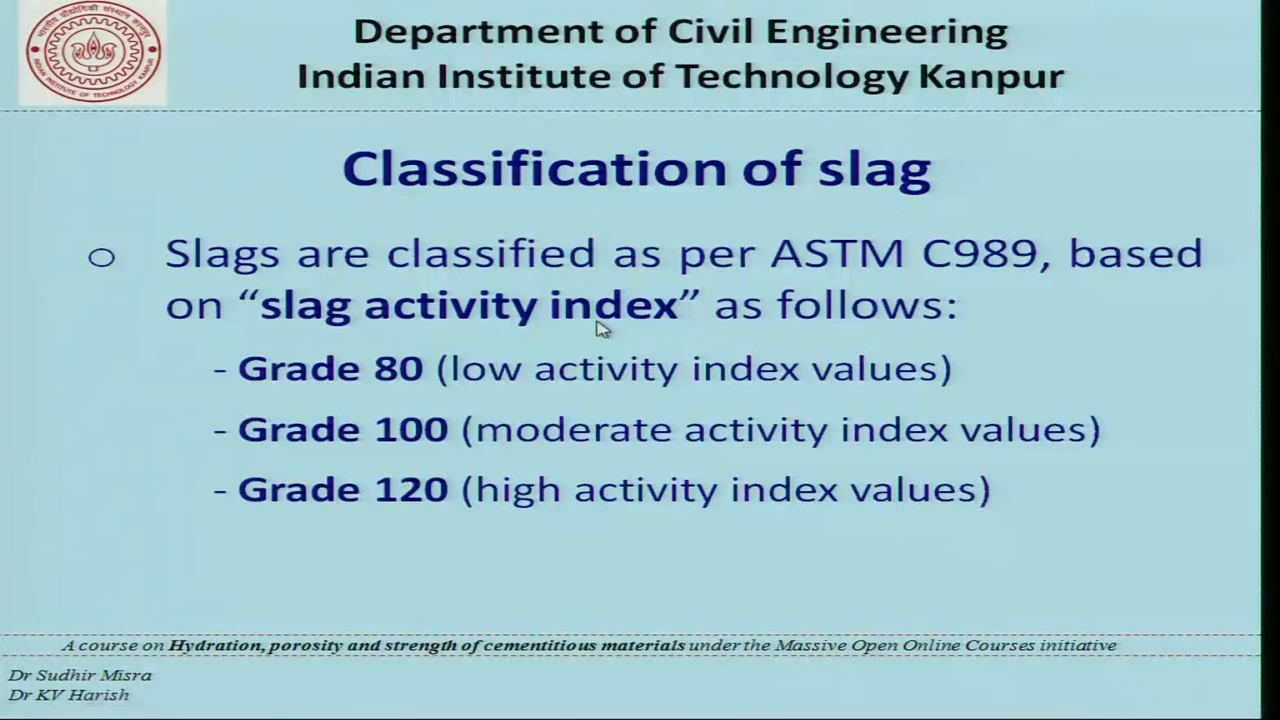 Department of Civil Engineering
Indian Institute of Technology Kanpur
Classification of slag
o Slags are classified as per ASTM C989, based
on “slag activity index” as follows:
- Grade 80 (low activity index values)
- Grade 100 (moderate activity index values)
- Grade 120 (high activity index values)
A course on Hydration, porosity and strength of cementitious materials under the Massive Open Online Courses initiative
Dr Sudhir Misra
Dr KV Harish